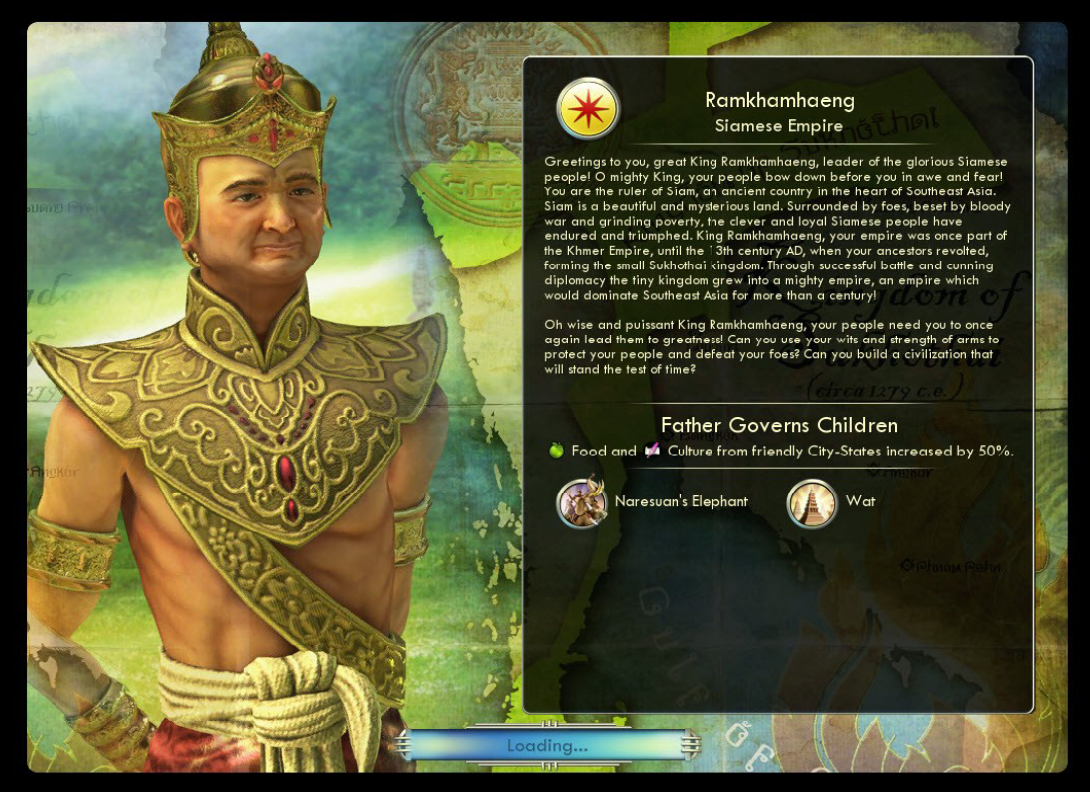 Ramkhamhaeng
Siamese Empire
Greetings to you, great King Ramkhamhaeng, leader of the glorious Siamese
people! O mighty King, your people bow down before you in awe and fear!
You are the ruler of Siam, an ancient country in the heart of Southeast Asia.
Siam is a beautiful and mysterious land. Surrounded by foes, beset by bloody
war and grinding poverty, the clever and loyal Siamese people have
endured and triumphed. King Ramkhamhaeng, your empire was once part of
the Khmer Empire, until the 13th century AD, when your ancestors revolted,
forming the small Sukhothai kingdom. Through successful battle and cunning
diplomacy the tiny kingdom grew into a mighty empire, an empire which
would dominate Southeast Asia for more than a century!
Oh wise and puissant King Ramkhamhaeng, your people need you to once
again lead them to greatness! Can you use your wits and strength of arms to
protect your people and defeat your foes? Can you build a civilization that
will stand the test of time?
Father Governs Children
Food and Culture from friendly City-States increased by 50%.
Naresuan's Elephant
Wat
Loading...
Kingdom of
Sukhothai
(circa 1279 c.e.)
Angkor
Angkor